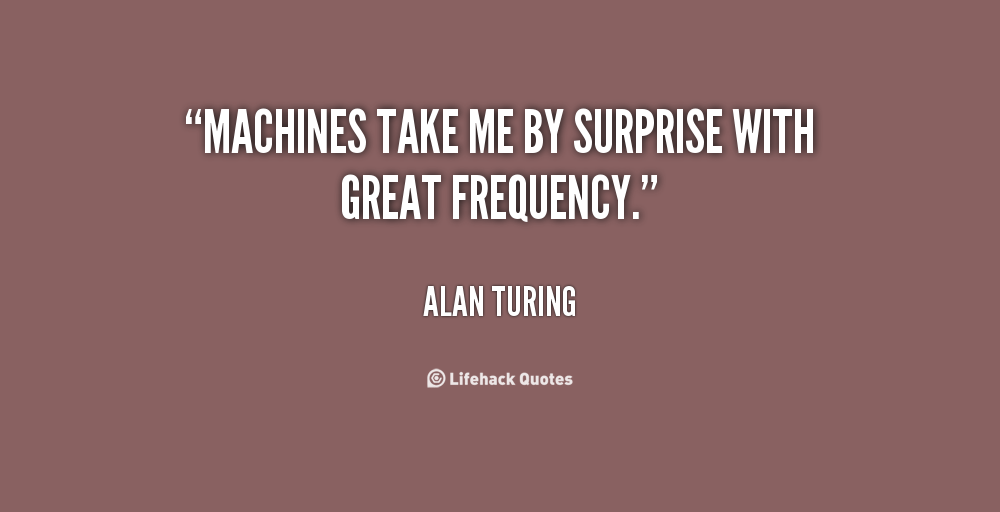 “MACHINES TAKE ME BY SURPRISE WITH
GREAT FREQUENCY.”
ALAN TURING
Lifehack Quotes